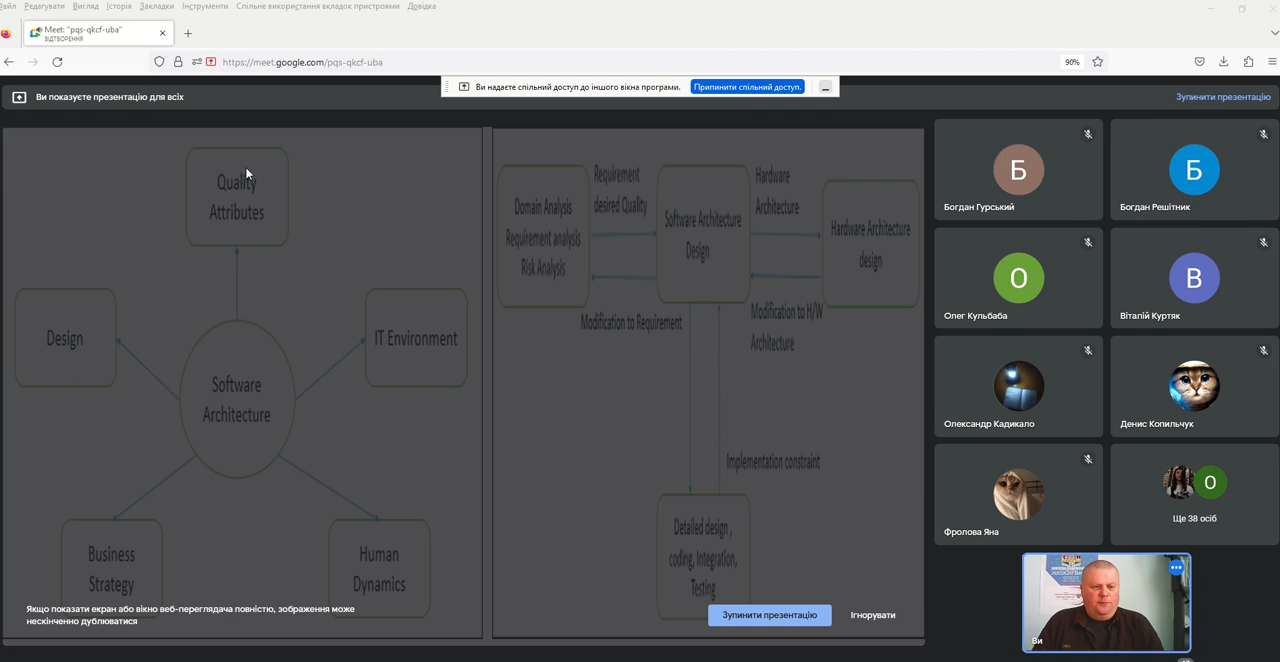 айл Редагувати Вигляд Історія Закладки Інструменти Спільне використання вкладок пристроями Довідка
Meet: "pqs-qkcf-uba"
ВІДТВОРЕННЯ
https://meet.google.com/pqs-qkcf-uba
90%
Ви надаєте спільний доступ до іншого вікна програми.
Припинити спільний доступ.
Ви показуєте презентацію для всіх
Зупинити презентацію
Quality
Attributes
Design
IT Environment
Software
Architecture
Business
Strategy
Human
Dynamics
Domain Analysis
Requirement analysis
Risk Analysis
Requirement
desired Quality
Software Architecture
Design
Hardware
Architecture
Hardware Architecture
design
Modification to Requirement
Modification to H/W
Architecture
Implementation constraint
Detailed design ,
coding, Integration,
Testing
Якщо показати екран або вікно веб-переглядача повністю, зображення може
нескінченно дублюватися
Зупинити презентацію
Ігнорувати
Б
Богдан Гурський
Б
Богдан Решітник
О
Олег Кульбаба
В
Віталій Куртяк
Олександр Кадикало
Денис Копильчук
Фролова Яна
О
Ще 38 осіб
Ви